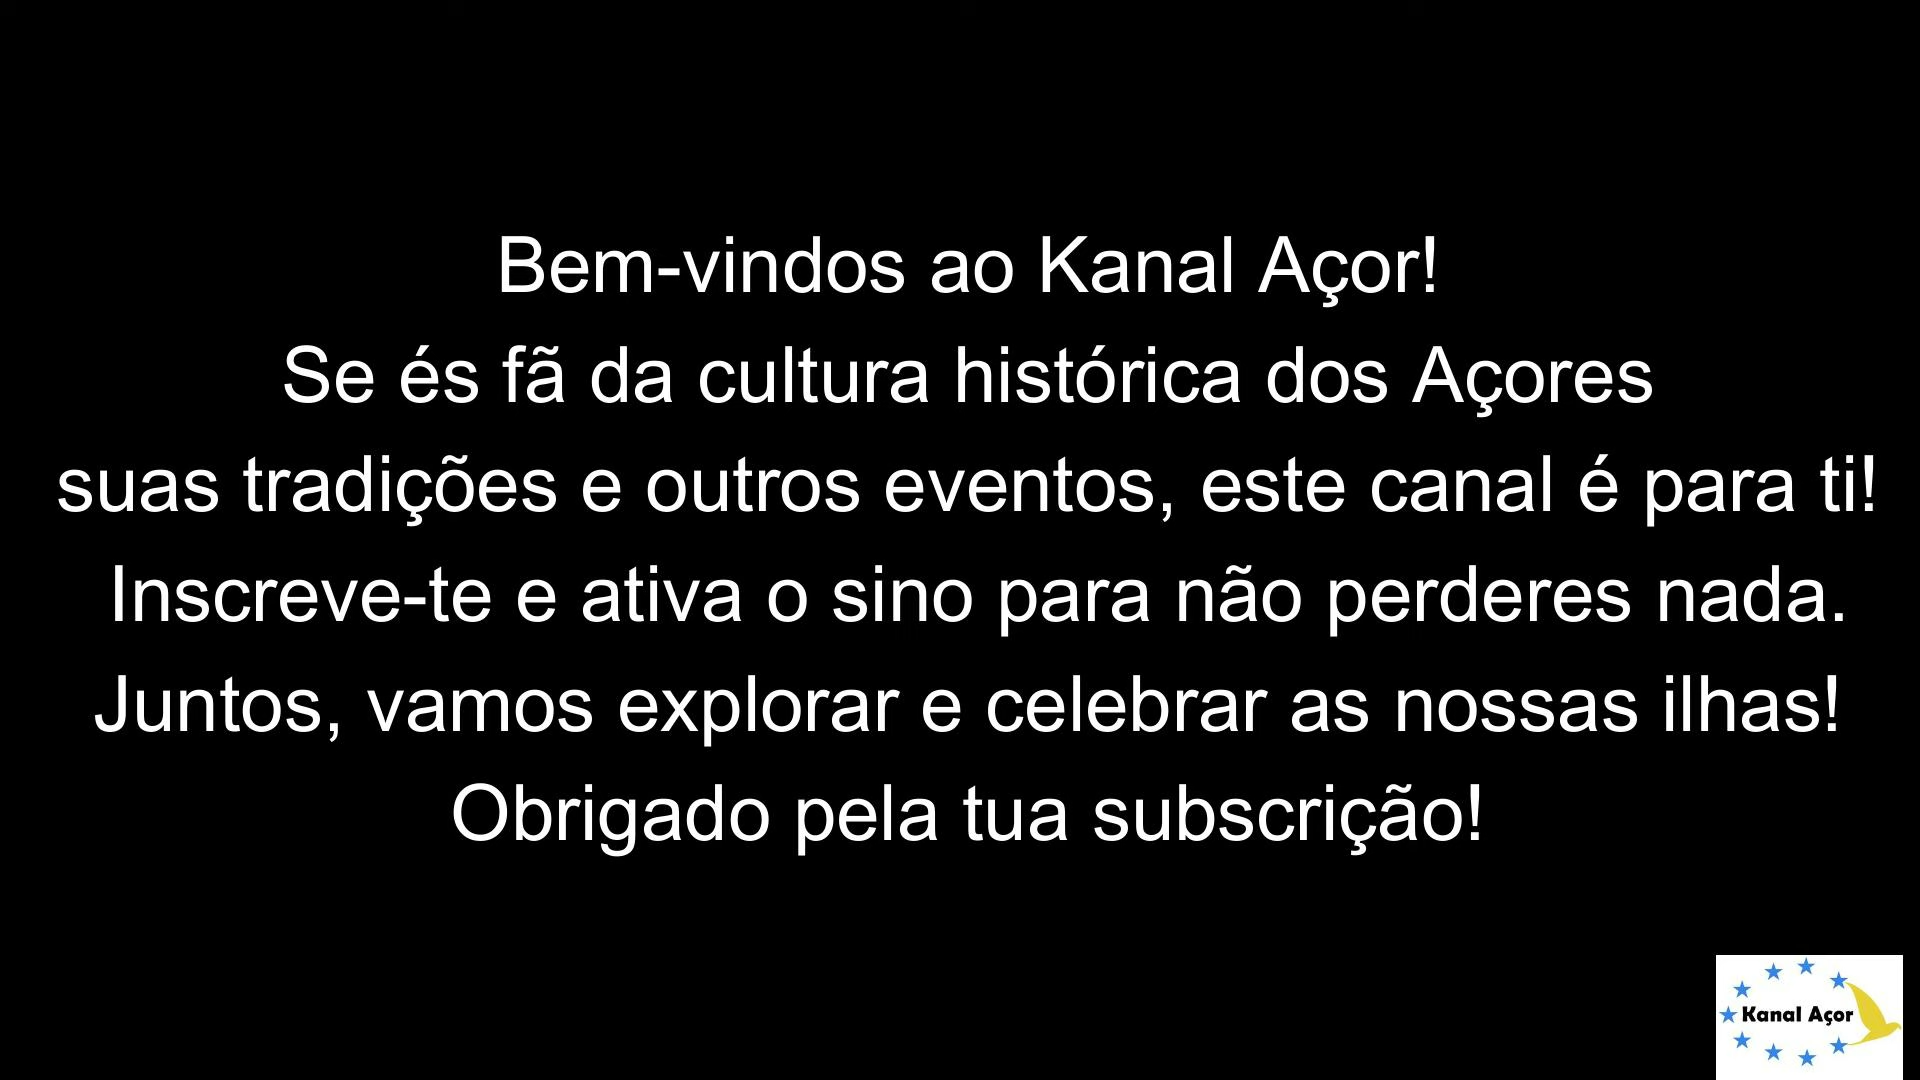 Bem-vindos ao Kanal Açor!
Se és fã da cultura histórica dos Açores
suas tradições e outros eventos, este canal é para ti!
Inscreve-te e ativa o sino para não perderes nada.
Juntos, vamos explorar e celebrar as nossas ilhas!
Obrigado pela tua subscrição!
Kanal Açor